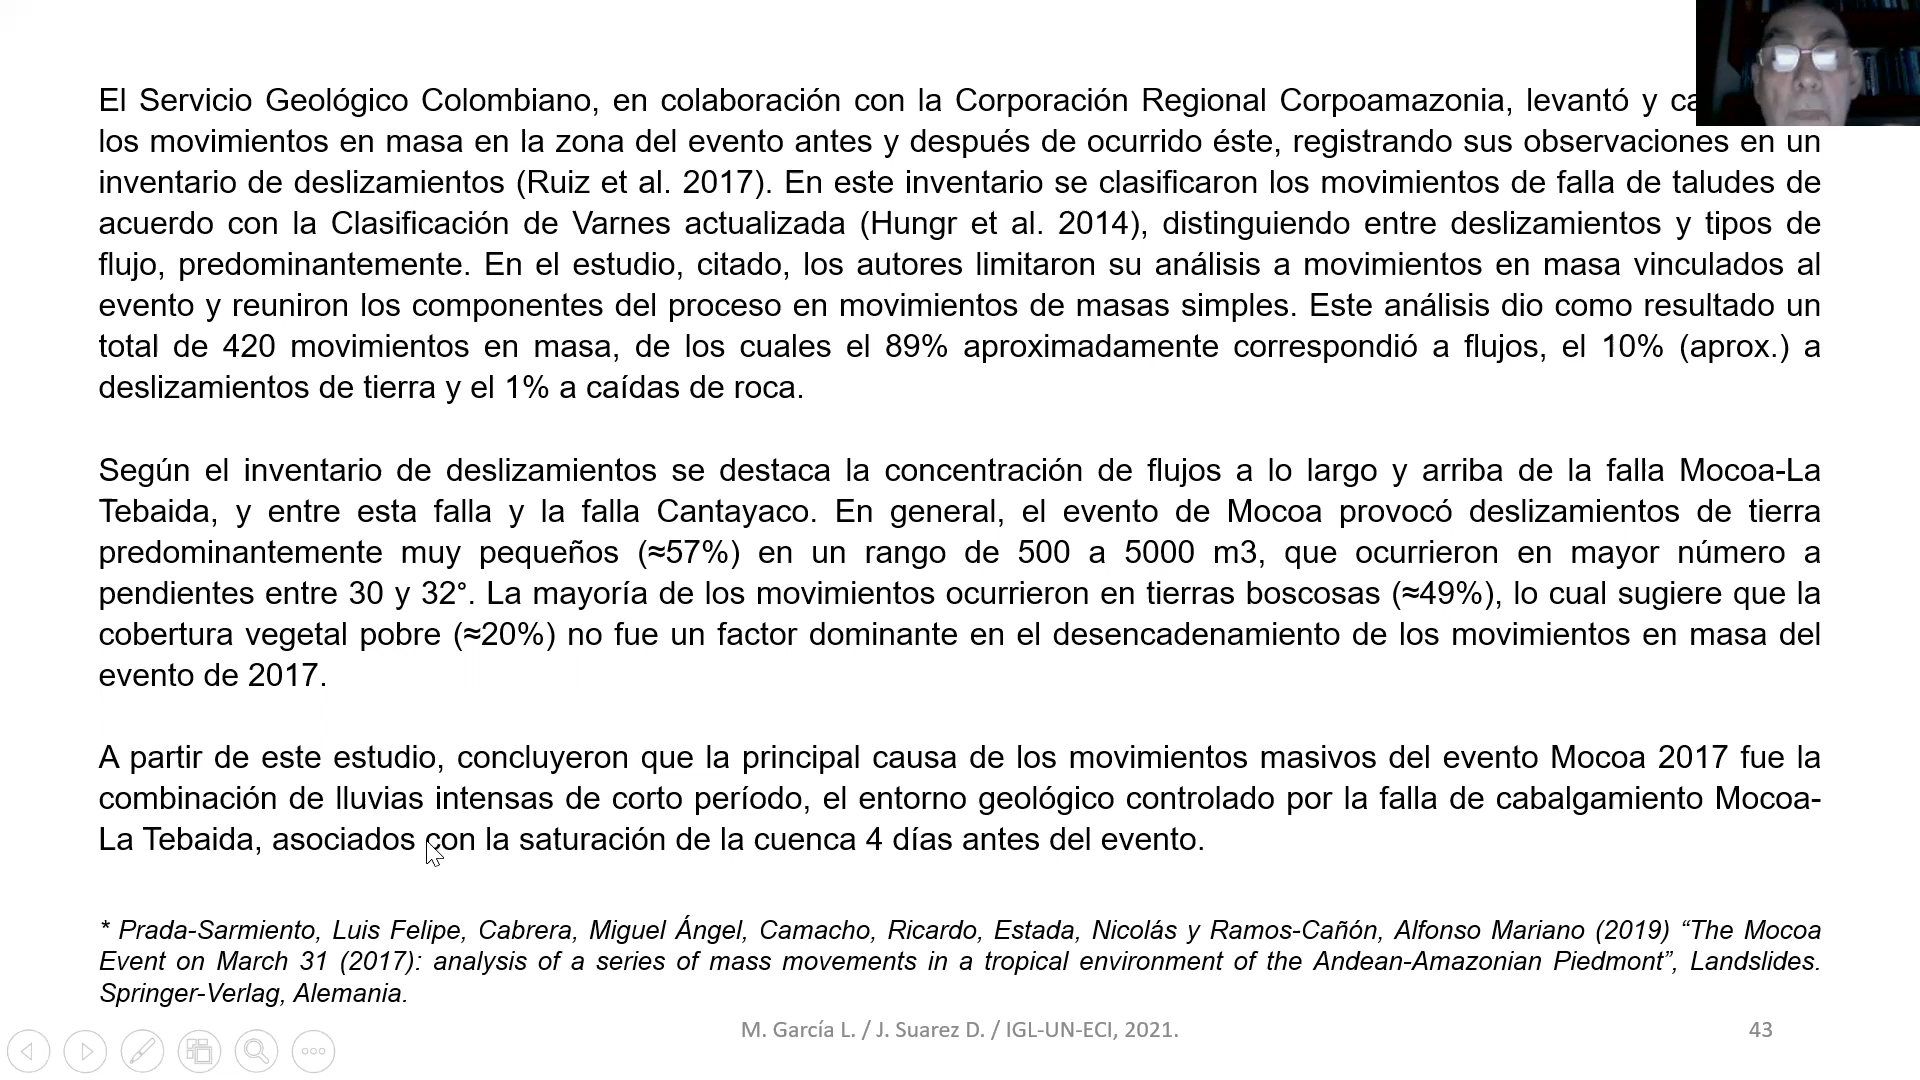 El Servicio Geológico Colombiano, en colaboración con la Corporación Regional Corpoamazonia, levantó y
los movimientos en masa en la zona del evento antes y después de ocurrido éste, registrando sus observaciones en un
inventario de deslizamientos (Ruiz et al. 2017). En este inventario se clasificaron los movimientos de falla de taludes de
acuerdo con la Clasificación de Varnes actualizada (Hungr et al. 2014), distinguiendo entre deslizamientos y tipos de
flujo, predominantemente. En el estudio, citado, los autores limitaron su análisis a movimientos en masa vinculados al
evento y reuniron los componentes del proceso en movimientos de masas simples. Este análisis dio como resultado un
total de 420 movimientos en masa, de los cuales el 89% aproximadamente correspondió a flujos, el 10% (aprox.) a
deslizamientos de tierra y el 1% a caídas de roca.
Según el inventario de deslizamientos se destaca la concentración de flujos a lo largo y arriba de la falla Mocoa-La
Tebaida, y entre esta falla y la falla Cantayaco. En general, el evento de Mocoa provocó deslizamientos de tierra
predominantemente muy pequeños (≈57%) en un rango de 500 a 5000 m3, que ocurrieron en mayor número a
pendientes entre 30 y 32°. La mayoría de los movimientos ocurrieron en tierras boscosas (≈49%), lo cual sugiere que la
cobertura vegetal pobre (≈20%) no fue un factor dominante en el desencadenamiento de los movimientos en masa del
evento de 2017.
A partir de este estudio, concluyeron que la principal causa de los movimientos masivos del evento Mocoa 2017 fue la
combinación de lluvias intensas de corto período, el entorno geológico controlado por la falla de cabalgamiento Mocoa-
La Tebaida, asociados con la saturación de la cuenca 4 días antes del evento.
* Prada-Sarmiento, Luis Felipe, Cabrera, Miguel Ángel, Camacho, Ricardo, Estada, Nicolás y Ramos-Cañón, Alfonso Mariano (2019) “The Mocoa
Event on March 31 (2017): analysis of a series of mass movements in a tropical environment of the Andean-Amazonian Piedmont”, Landslides.
Springer-Verlag, Alemania.
M. García L. / J. Suarez D. / IGL-UN-ECI, 2021.
43